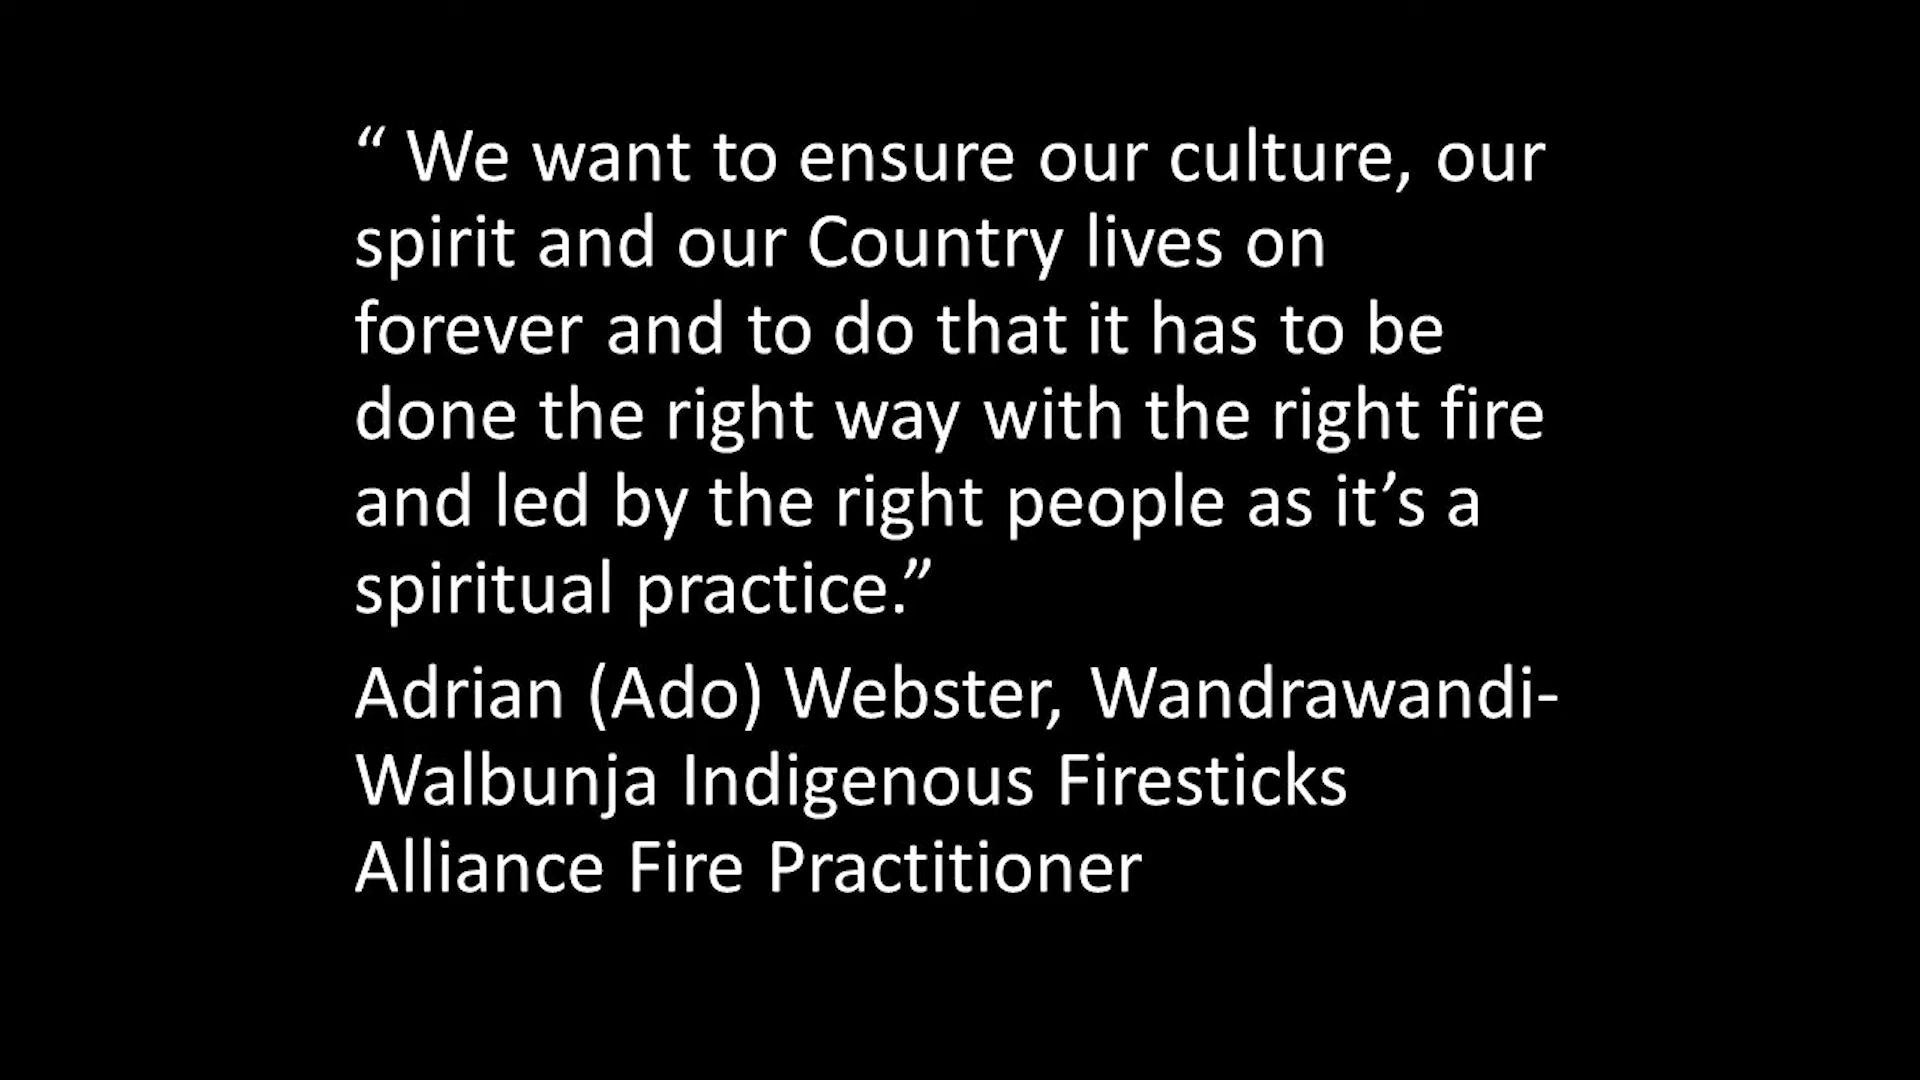 “ We want to ensure our culture, our
spirit and our Country lives on
forever and to do that it has to be
done the right way with the right fire
and led by the right people as it’s a
spiritual practice.”
Adrian (Ado) Webster, Wandrawandi-
Walbunja Indigenous Firesticks
Alliance Fire Practitioner